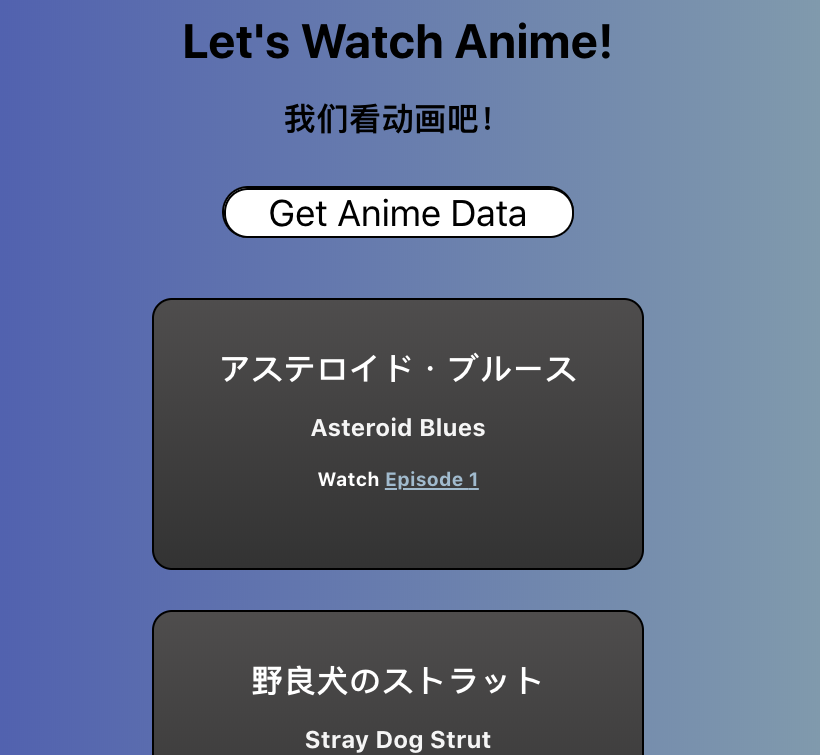 Let's Watch Anime!
我们看动画吧！
Get Anime Data
アステロイド・ブルース
Asteroid Blues
Watch Episode 1
野良犬のストラット
Stray Dog Strut